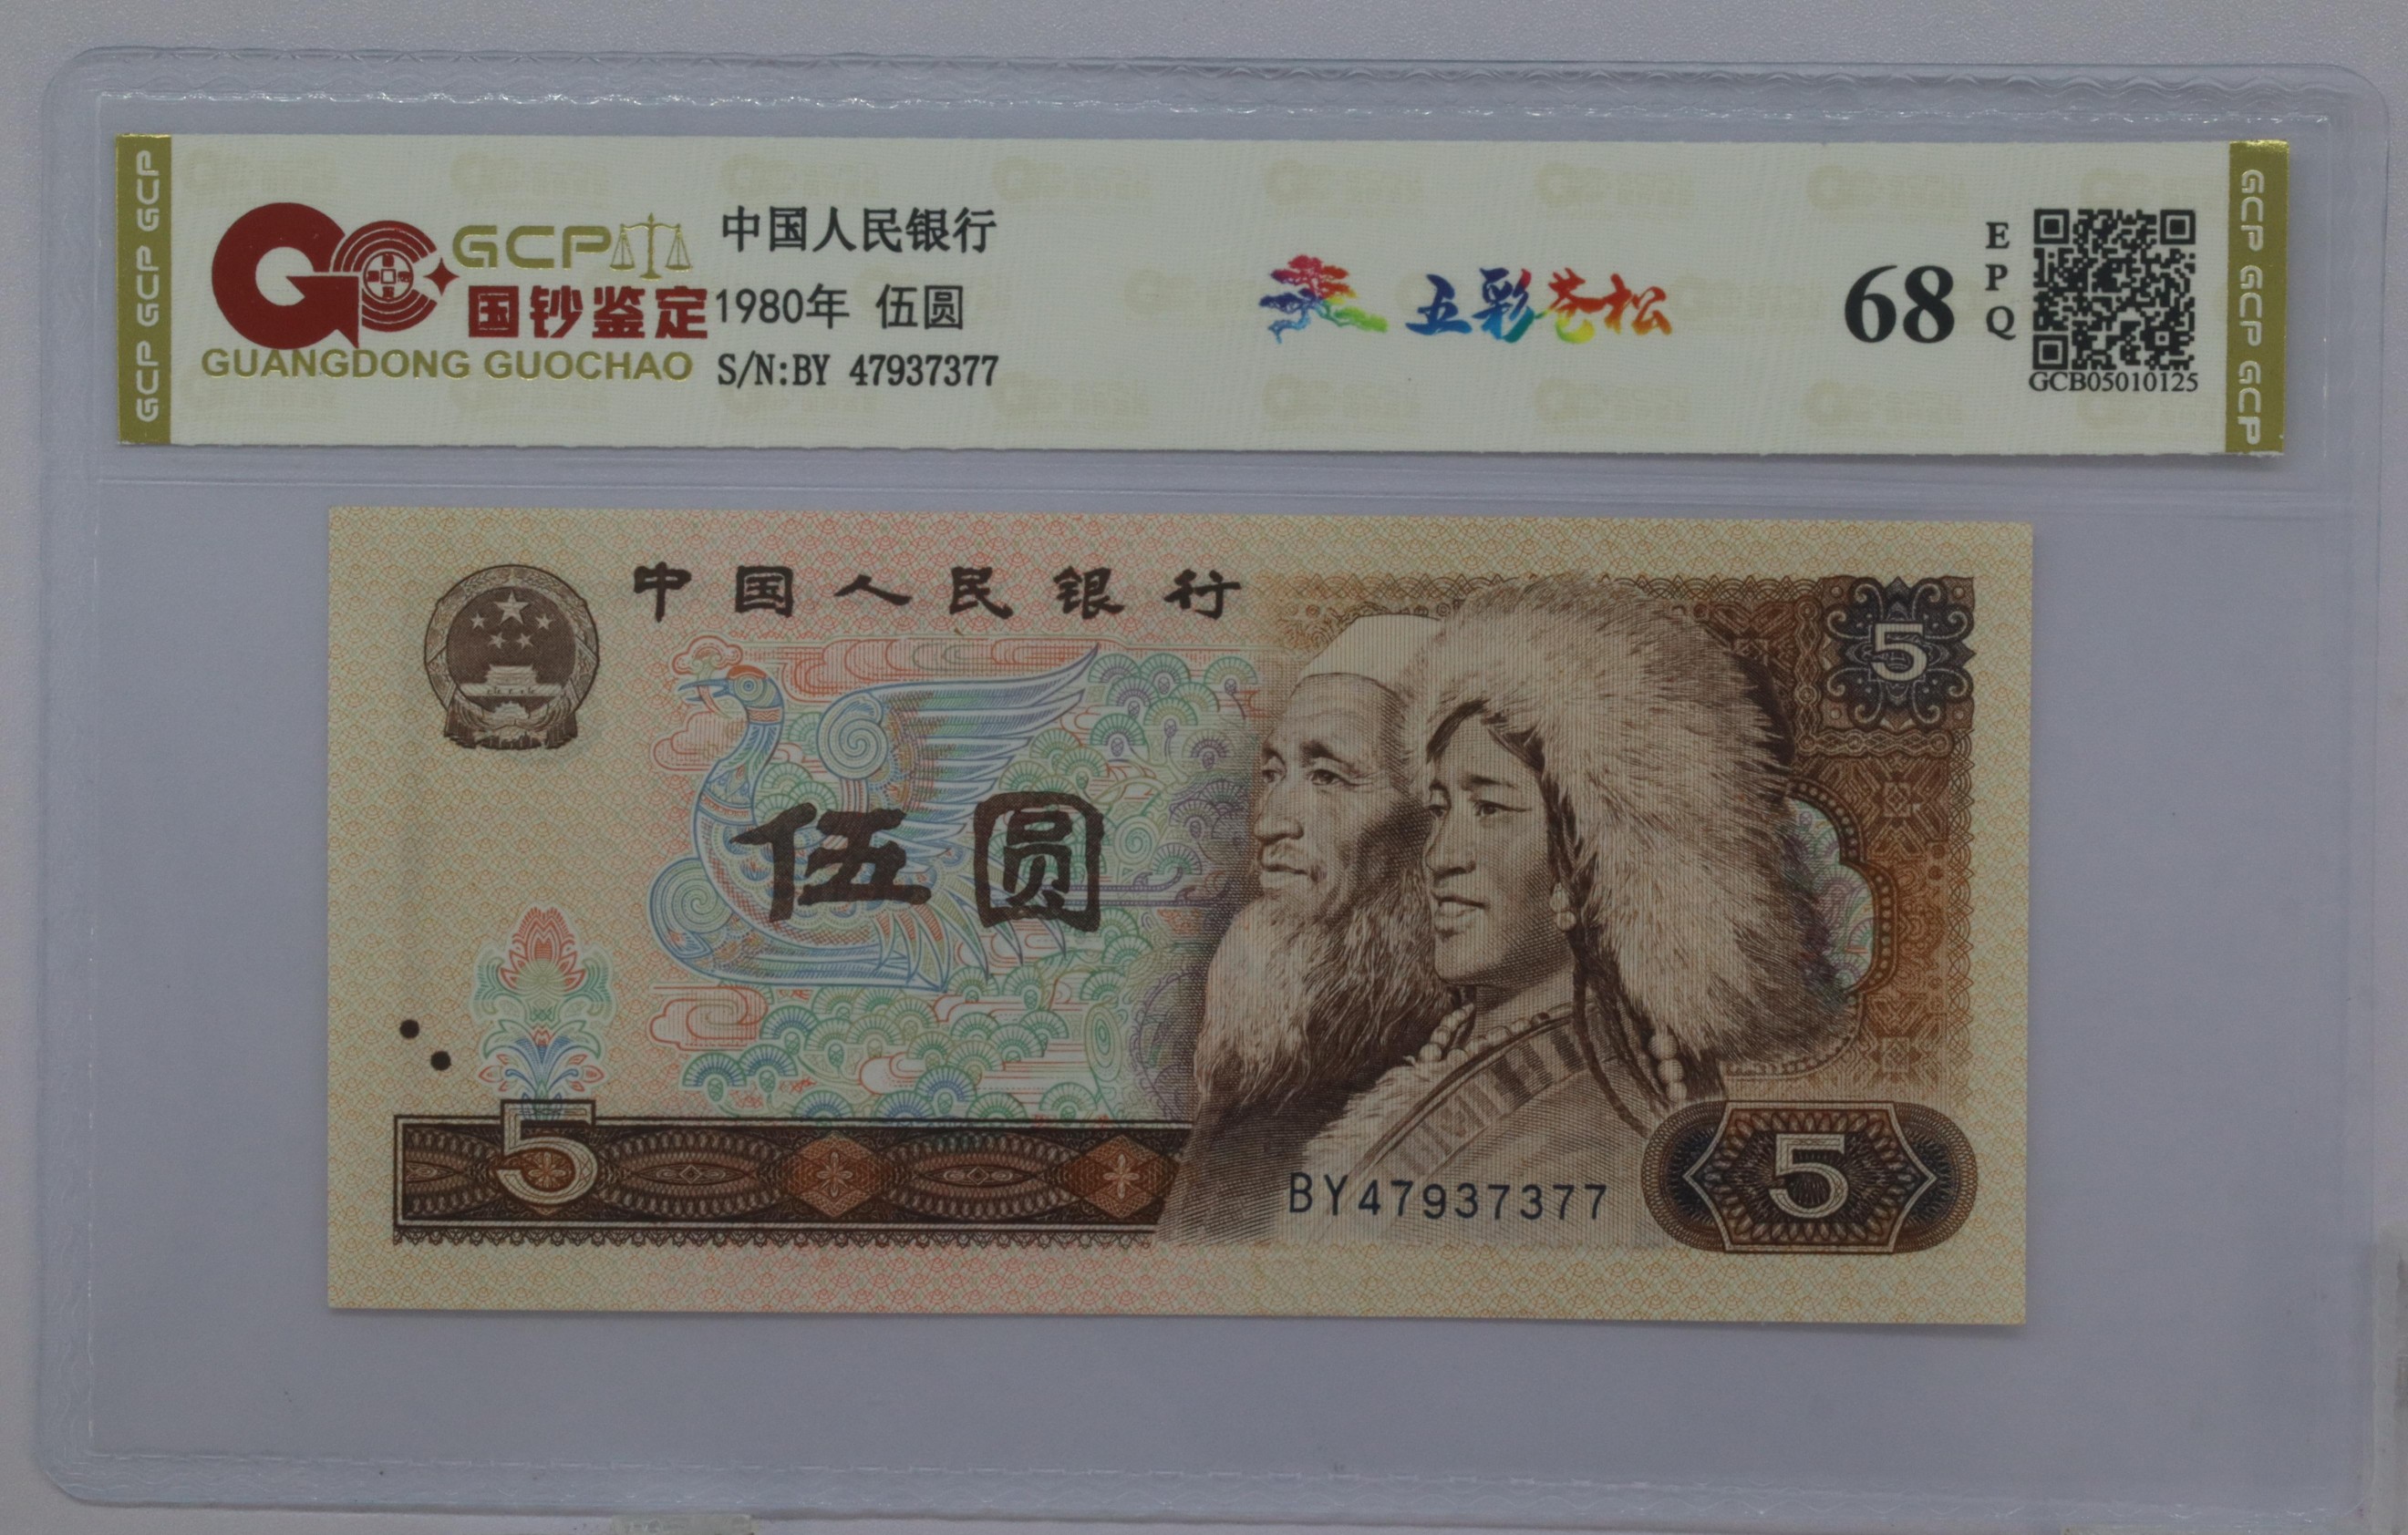 GCP GCP GCP
GCP
国钞鉴定
GUANGDONG GUOCHAO
中国人民银行
1980年 伍圆
S/N:BY 47937377
五彩苍松
68
EPQ
GCB05010125
GCP GCP GCP
中国人民银行
5
伍圆
5
BY47937377
5